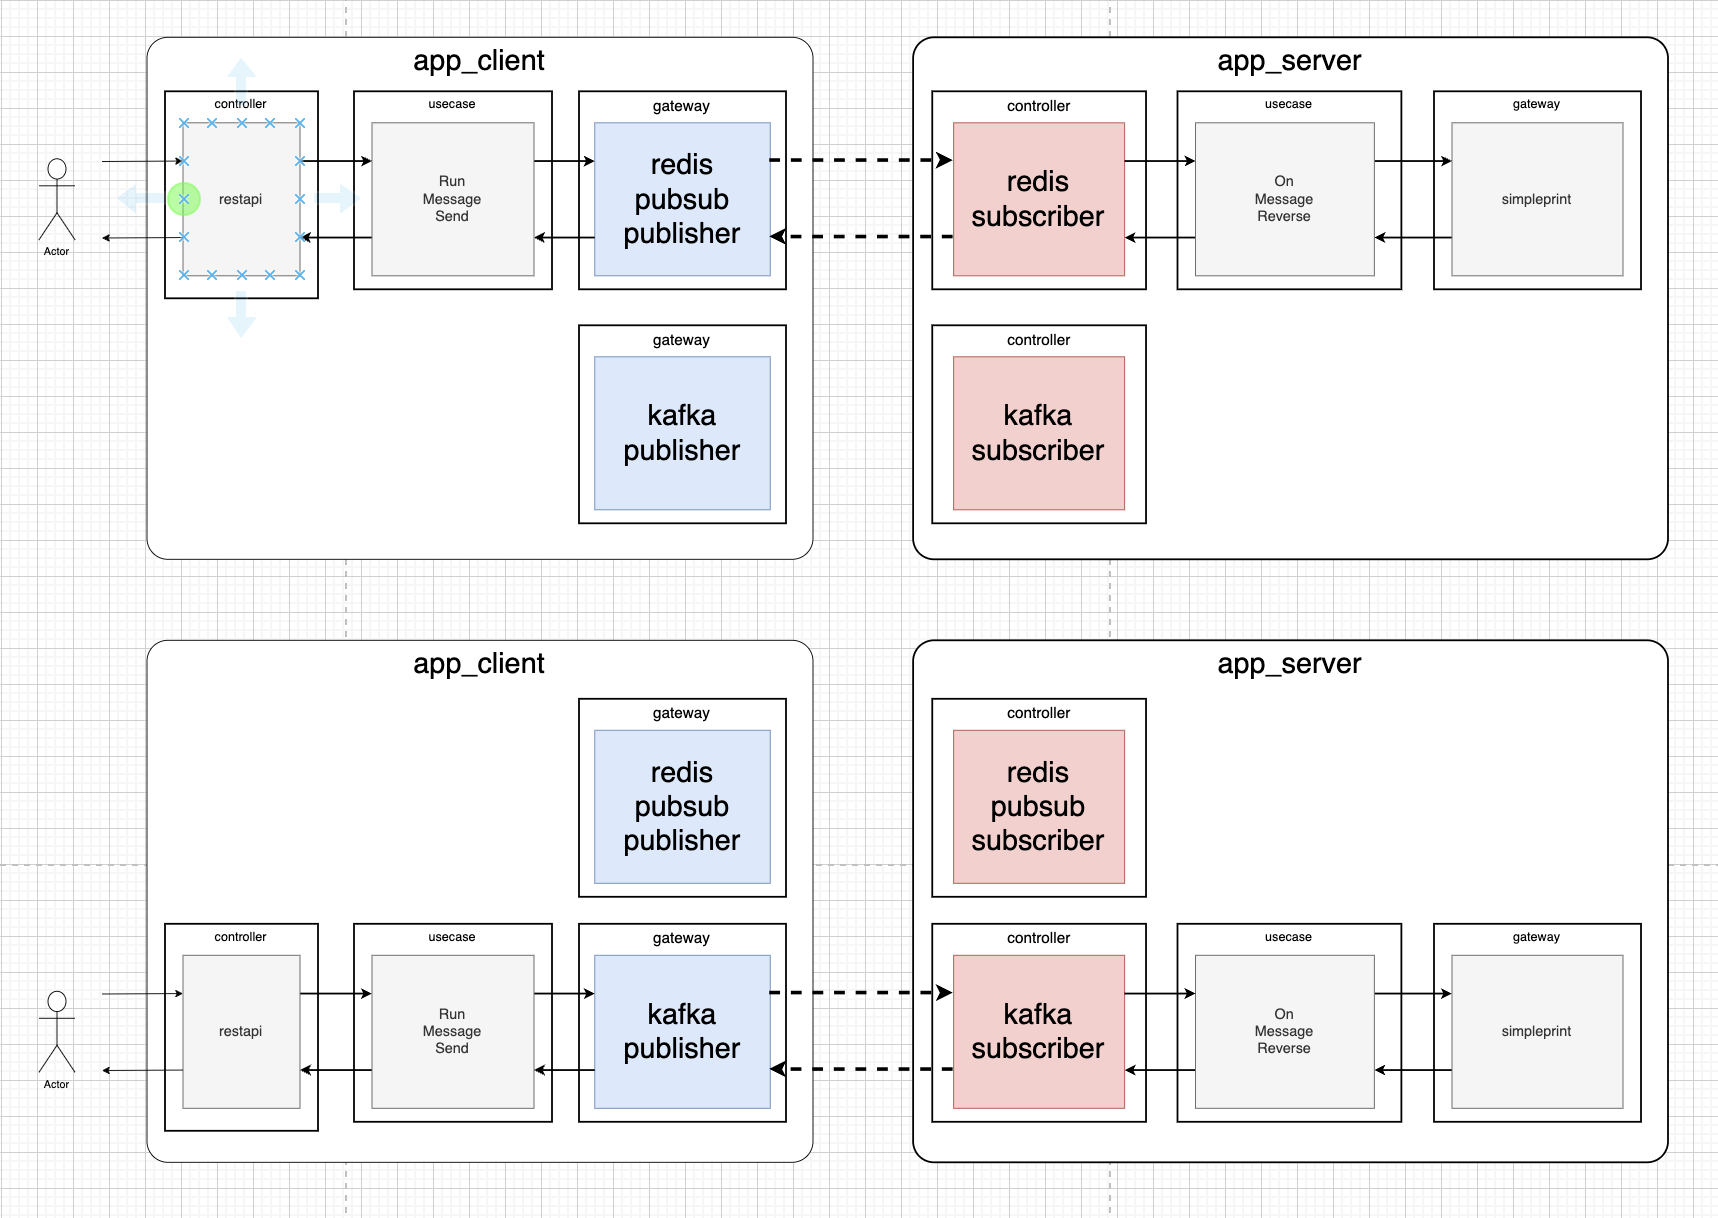 app_client
controller
restapi
usecase
Run
Message
Send
gateway
redis
pubsub
publisher
Actor
gateway
kafka
publisher
app_server
controller
redis
subscriber
usecase
On
Message
Reverse
gateway
simpleprint
controller
kafka
subscriber
app_client
gateway
redis
pubsub
publisher
controller
restapi
usecase
Run
Message
Send
gateway
kafka
publisher
Actor
app_server
controller
redis
pubsub
subscriber
controller
kafka
subscriber
usecase
On
Message
Reverse
gateway
simpleprint